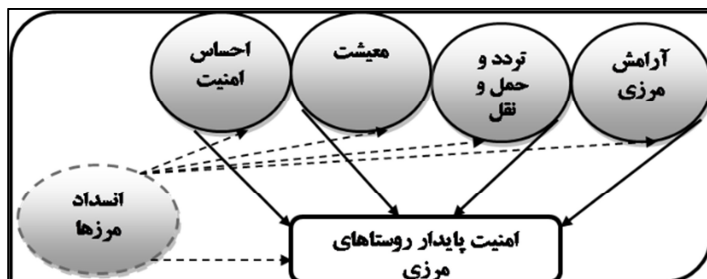 آرامش
مرزی
تردد و
حمل و
نقل
معیشت
احساس
امنیت
انسداد
مرزها
امنیت پایدار روستاهای
مرزی